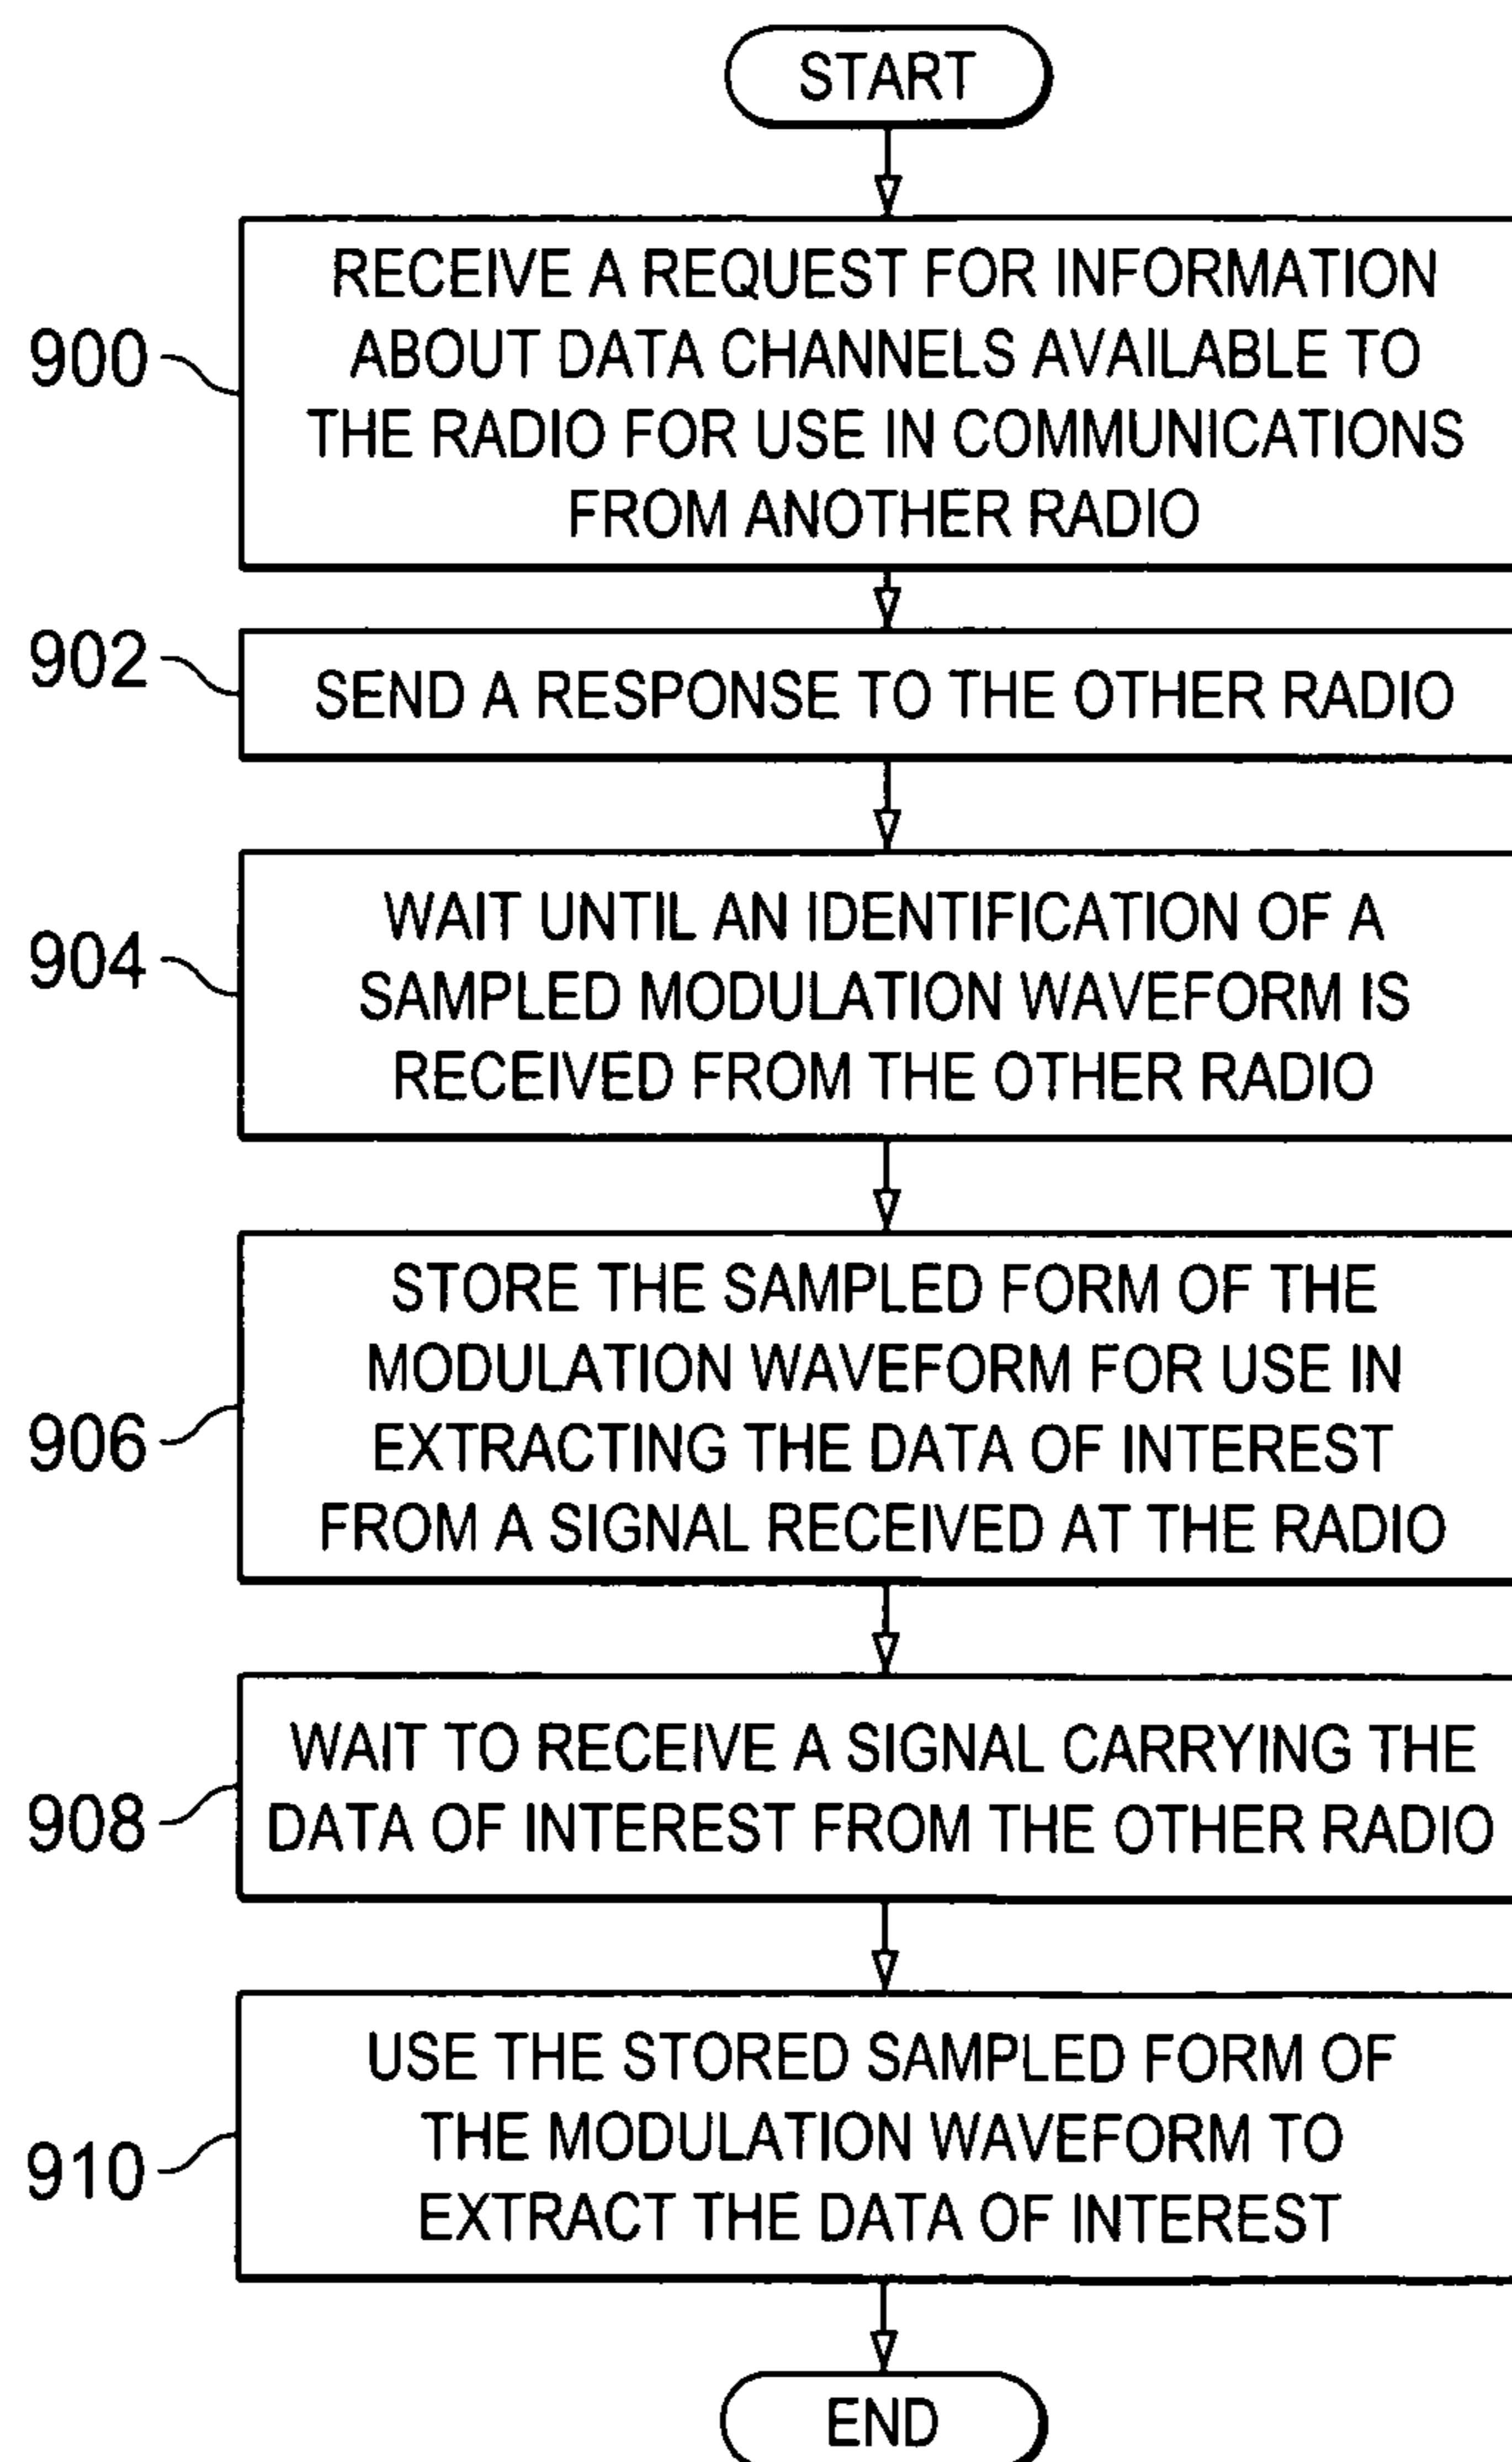 START
900
RECEIVE A REQUEST FOR INFORMATION
ABOUT DATA CHANNELS AVAILABLE TO
THE RADIO FOR USE IN COMMUNICATIONS
FROM ANOTHER RADIO
902
SEND A RESPONSE TO THE OTHER RADIO
904
WAIT UNTIL AN IDENTIFICATION OF A
SAMPLED MODULATION WAVEFORM IS
RECEIVED FROM THE OTHER RADIO
906
STORE THE SAMPLED FORM OF THE
MODULATION WAVEFORM FOR USE IN
EXTRACTING THE DATA OF INTEREST
FROM A SIGNAL RECEIVED AT THE RADIO
908
WAIT TO RECEIVE A SIGNAL CARRYING THE
DATA OF INTEREST FROM THE OTHER RADIO
910
USE THE STORED SAMPLED FORM OF
THE MODULATION WAVEFORM TO
EXTRACT THE DATA OF INTEREST
END